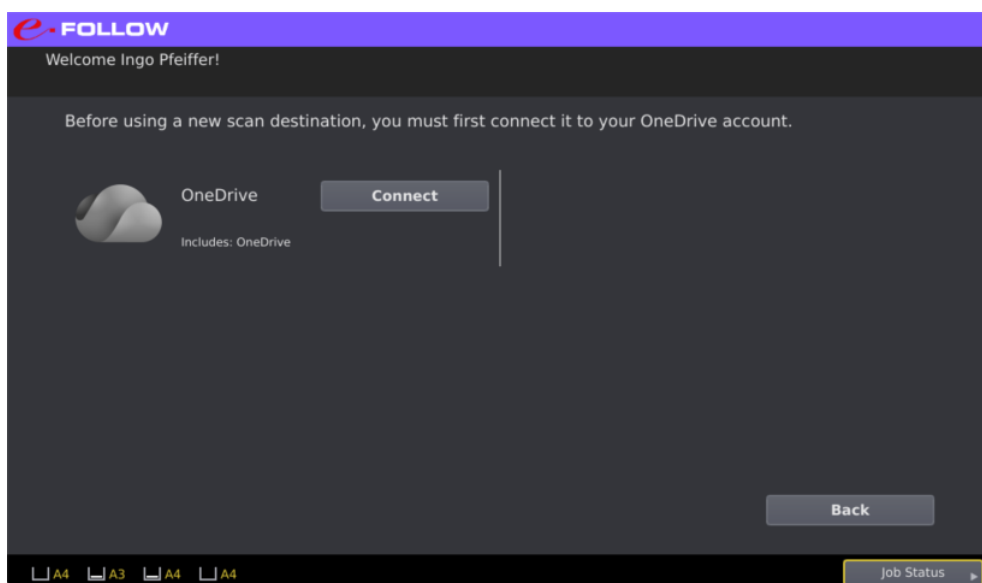 e-FOLLOW
Welcome Ingo Pfeiffer!
Before using a new scan destination, you must first connect it to your OneDrive account.
OneDrive
Connect
Includes: OneDrive
Back
A4 A3 A4 A4
Job Status